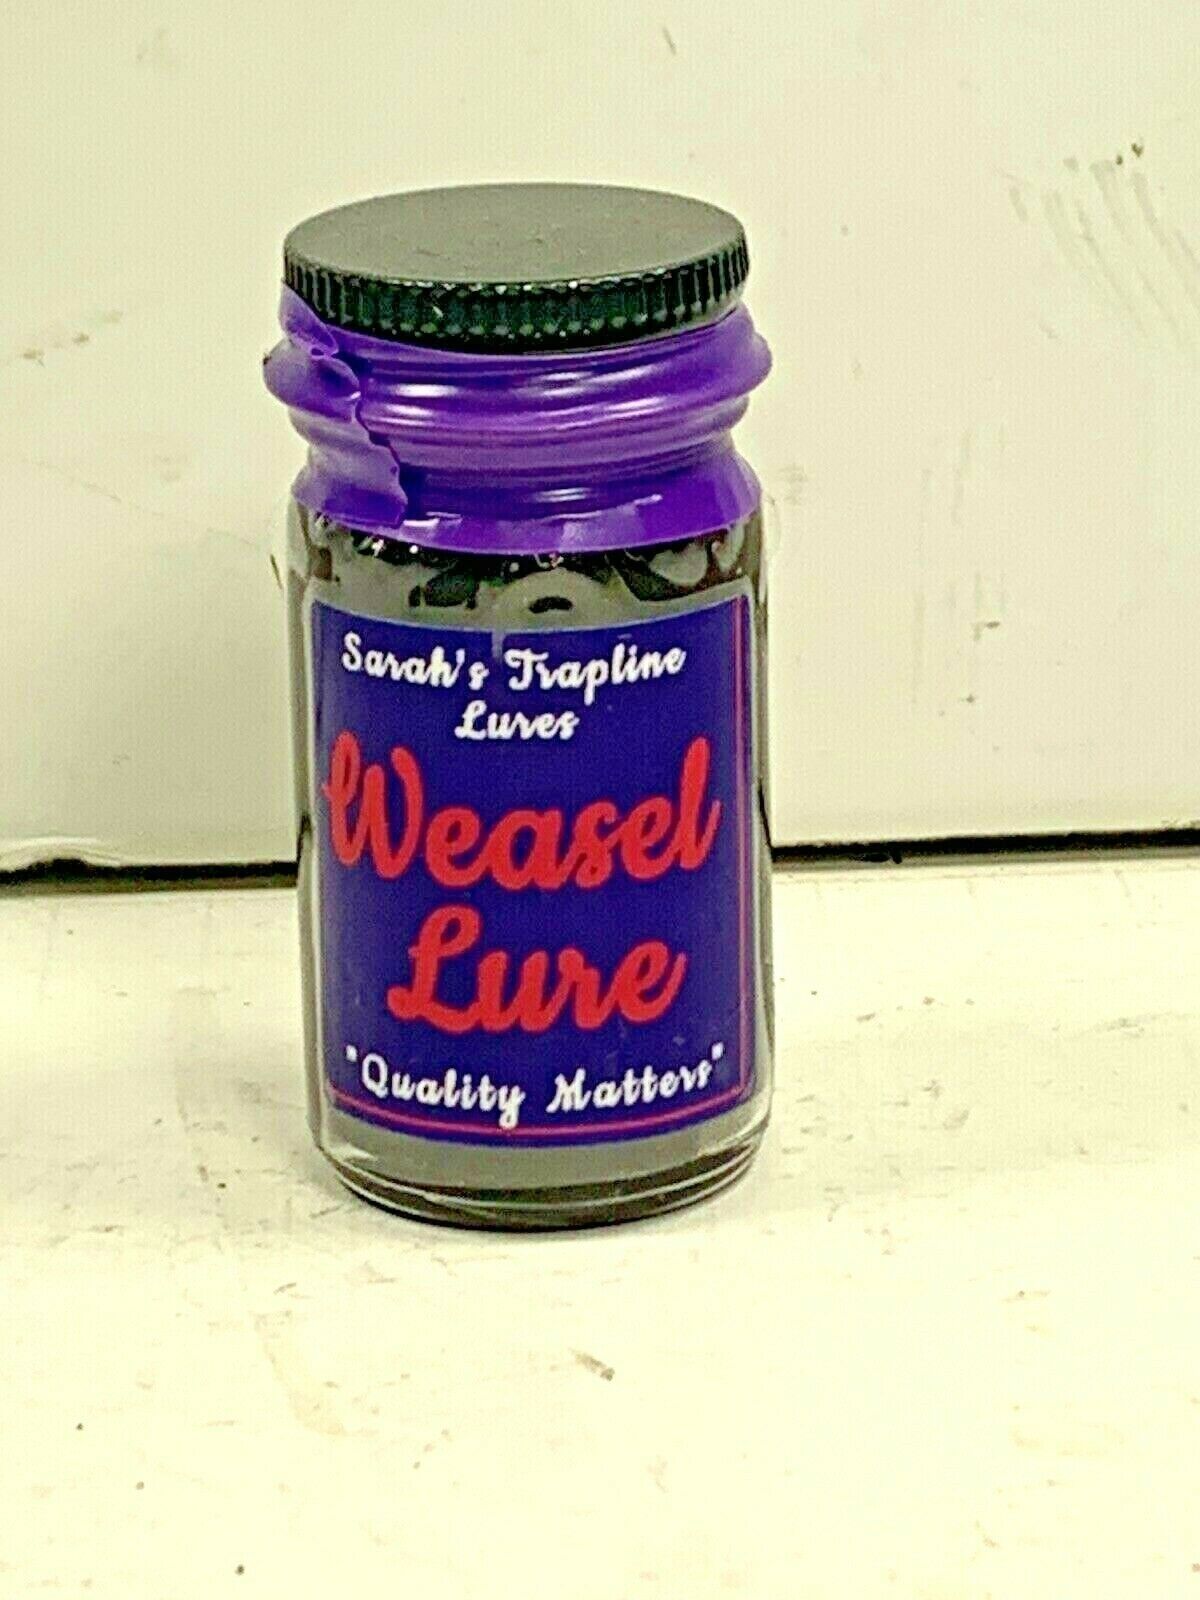 Sarah's Trapline
Lures
Weasel
Lure
"Quality Matters"